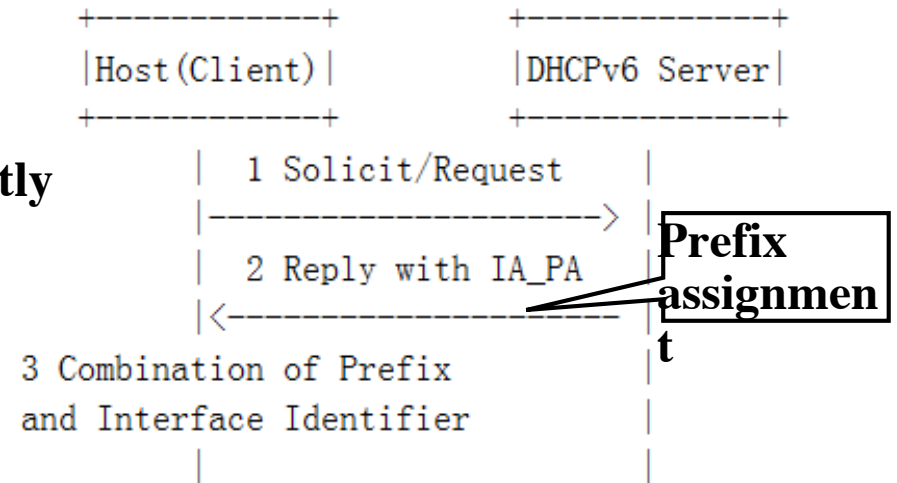 +------------+ +-------------+
|Host(Client)| |DHCPv6 Server|
+------------+ +-------------+
tly
| 1 Solicit/Request |
|--------------------->|
| 2 Reply with IA_PA |
|<---------------------|
Prefix
assignmen
t
3 Combination of Prefix |
and Interface Identifier |
| |